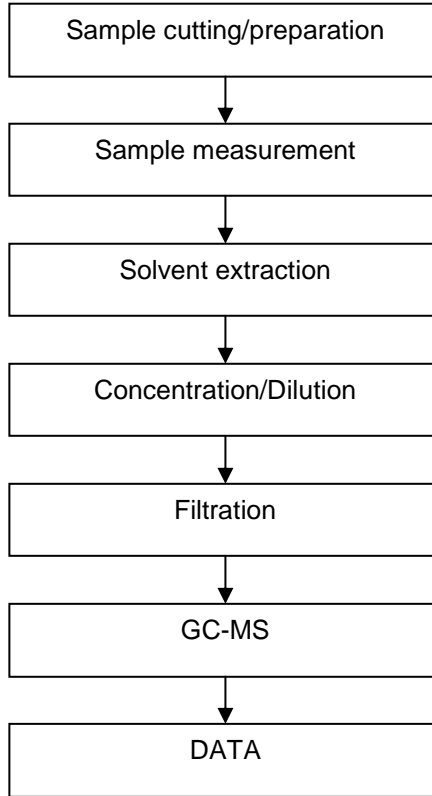 Sample cutting/preparation
Sample measurement
Solvent extraction
Concentration/Dilution
Filtration
GC-MS
DATA